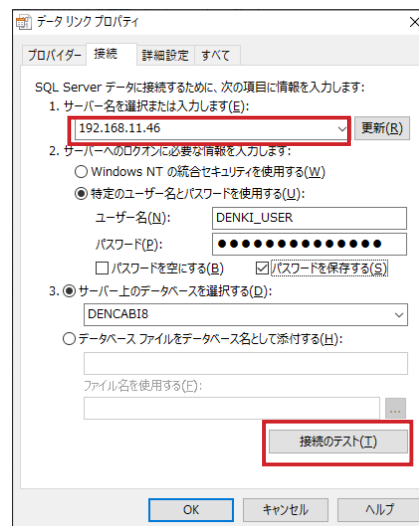 データ リンク プロパティ
プロバイダー 接続 詳細設定 すべて
SQL Server データに接続するために、次の項目に情報を入力します:
1. サーバー名を選択または入力します(E):
192.168.11.46 更新(R)
2. サーバーへのログオンに必要な情報を入力します:
Windows NT の統合セキュリティを使用する(W)
特定のユーザー名とパスワードを使用する(U):
ユーザー名(N): DENKI_USER
パスワード(P): ●●●●●●●●●●●●●●
パスワードを空にする(B) パスワードを保存する(S)
3. サーバー上のデータベースを選択する(D):
DENCABI8
データベース ファイルをデータベース名として添付する(H):
ファイル名を使用する(F):
...
接続のテスト(T)
OK キャンセル ヘルプ